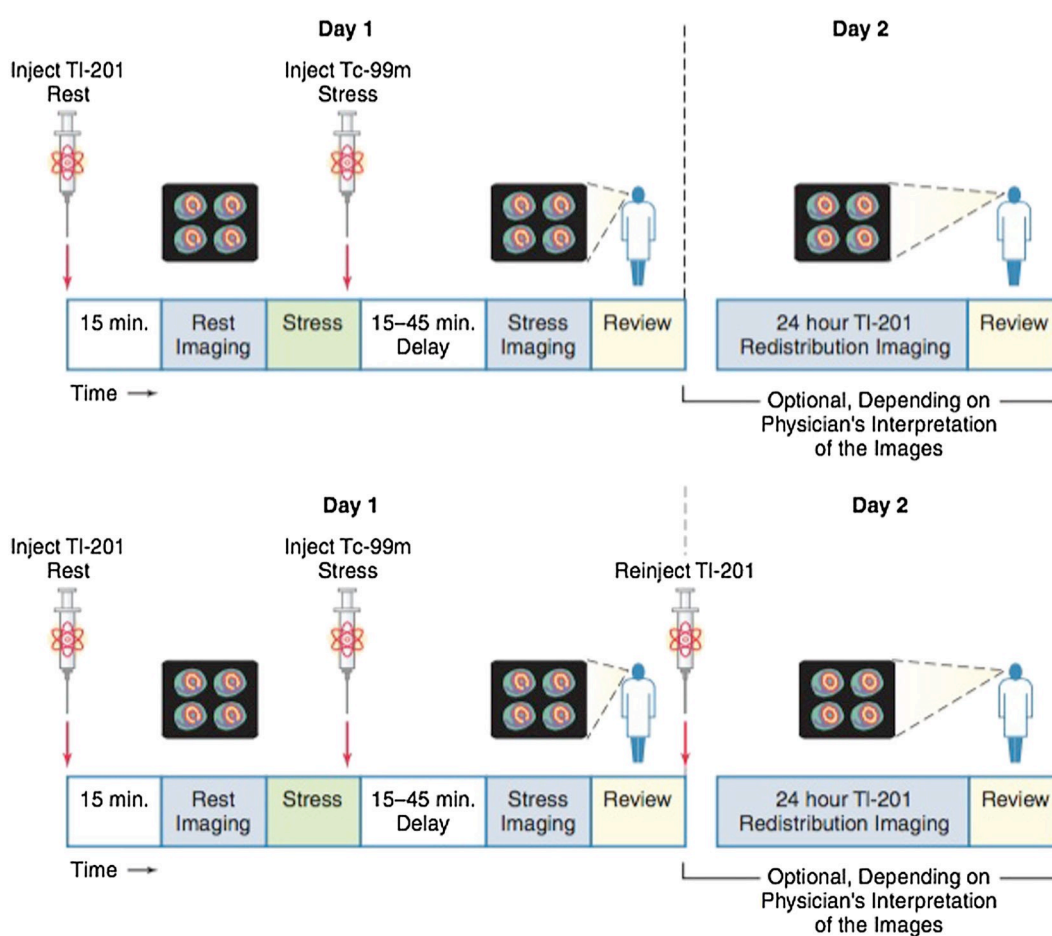 Day 1
Day 2
Inject Tl-201
Rest
Inject Tc-99m
Stress
15 min.
Rest
Imaging
Stress
15–45 min.
Delay
Stress
Imaging
Review
24 hour Tl-201
Redistribution Imaging
Review
Time
Optional, Depending on
Physician's Interpretation
of the Images
Day 1
Day 2
Inject Tl-201
Rest
Inject Tc-99m
Stress
Reinject Tl-201
15 min.
Rest
Imaging
Stress
15–45 min.
Delay
Stress
Imaging
Review
24 hour Tl-201
Redistribution Imaging
Review
Time
Optional, Depending on
Physician's Interpretation
of the Images